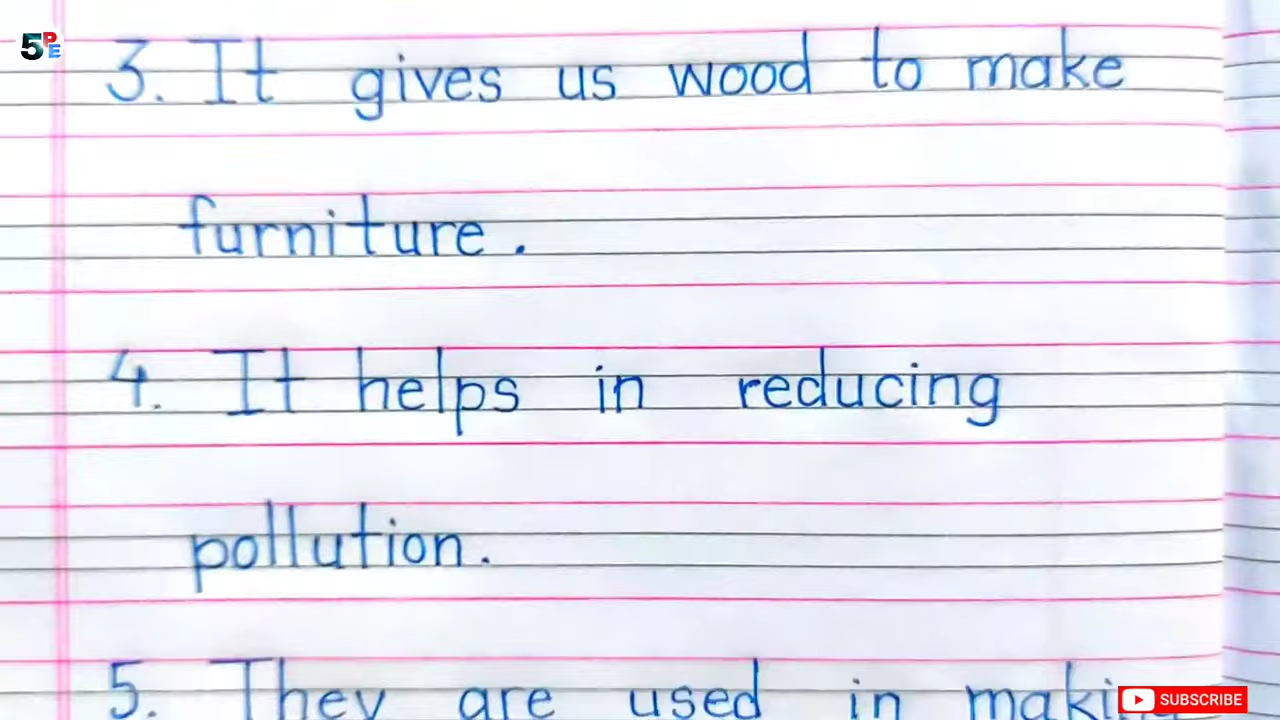 5PE
3. It gives us wood to make
furniture.
4. It helps in reducing
pollution.
5. They are used in
SUBSCRIBE